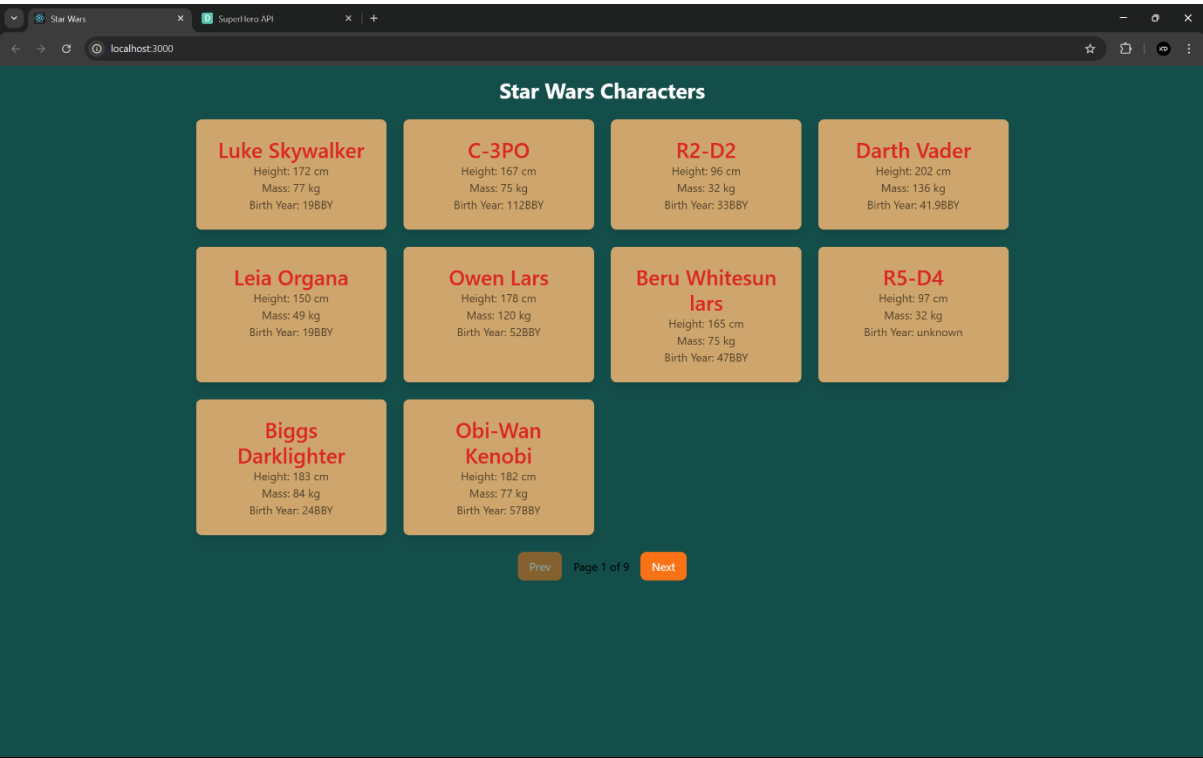 Star Wars
SuperHero API
localhost:3000
Star Wars Characters
Luke Skywalker
Height: 172 cm
Mass: 77 kg
Birth Year: 19BBY
C-3PO
Height: 167 cm
Mass: 75 kg
Birth Year: 112BBY
R2-D2
Height: 96 cm
Mass: 32 kg
Birth Year: 33BBY
Darth Vader
Height: 202 cm
Mass: 136 kg
Birth Year: 41.9BBY
Leia Organa
Height: 150 cm
Mass: 49 kg
Birth Year: 19BBY
Owen Lars
Height: 178 cm
Mass: 120 kg
Birth Year: 52BBY
Beru Whitesun
lars
Height: 165 cm
Mass: 75 kg
Birth Year: 47BBY
R5-D4
Height: 97 cm
Mass: 32 kg
Birth Year: unknown
Biggs
Darklighter
Height: 183 cm
Mass: 84 kg
Birth Year: 24BBY
Obi-Wan
Kenobi
Height: 182 cm
Mass: 77 kg
Birth Year: 57BBY
Prev
Page 1 of 9
Next